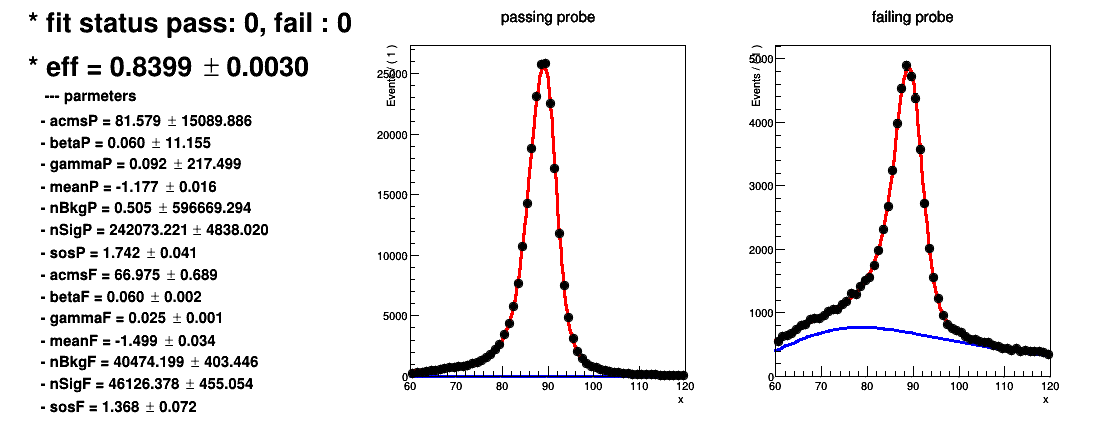 * fit status pass: 0, fail : 0
* eff = 0.8399 ± 0.0030
--- parmeters
- acmsP = 81.579 ± 15089.886
- betaP = 0.060 ± 11.155
- gammaP = 0.092 ± 217.499
- meanP = -1.177 ± 0.016
- nBkgP = 0.505 ± 596669.294
- nSigP = 242073.221 ± 4838.020
- sosP = 1.742 ± 0.041
- acmsF = 66.975 ± 0.689
- betaF = 0.060 ± 0.002
- gammaF = 0.025 ± 0.001
- meanF = -1.499 ± 0.034
- nBkgF = 40474.199 ± 403.446
- nSigF = 46126.378 ± 455.054
- sosF = 1.368 ± 0.072
passing probe
Events / ( 1 )
25000
20000
15000
10000
5000
0
60 70 80 90 100 110 120
x
failing probe
Events / ( 1 )
5000
4000
3000
2000
1000
0
60 70 80 90 100 110 120
x